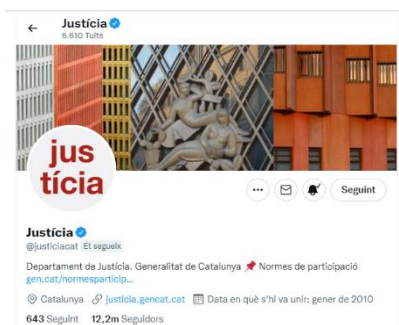 Justícia
6.610 Tuits
jus
tícia
Seguint
Justícia
@justiciacat Et segueix
Departament de Justícia. Generalitat de Catalunya 📌 Normes de participació
gen.cat/normesparticip...
Catalunya justicia.gencat.cat Data en què s'hi va unir: gener de 2010
643 Seguint 12,2m Seguidors